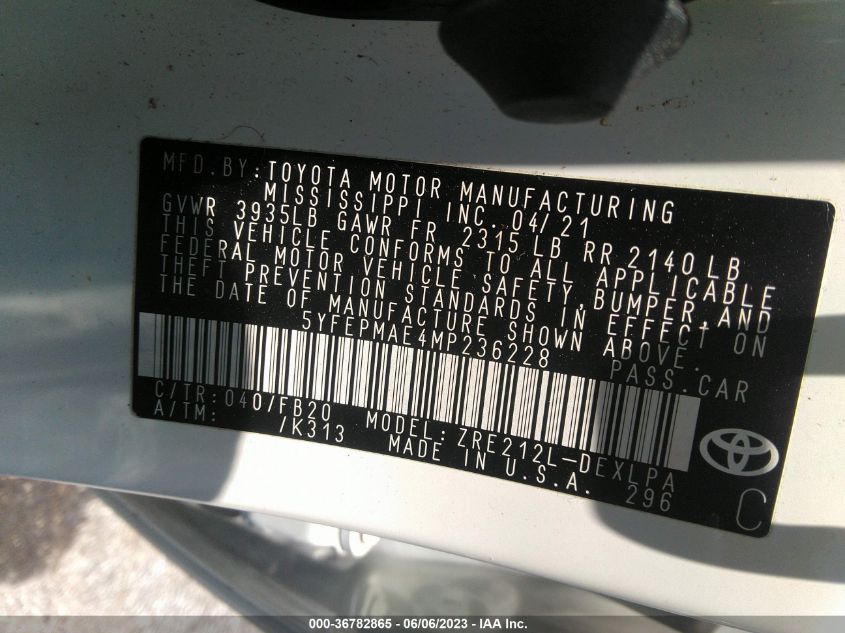 MFD. BY: TOYOTA MOTOR MANUFACTURING
MISSISSIPPI INC. 04/21
GVWR 3935LB GAWR FR 2315 LB RR 2140 LB
THIS VEHICLE CONFORMS TO ALL APPLICABLE
FEDERAL MOTOR VEHICLE SAFETY, BUMPER, AND
THEFT PREVENTION STANDARDS IN EFFECT ON
THE DATE OF MANUFACTURE SHOWN ABOVE.
5YFEPMAE4MP236228 PASS. CAR
C/TR: 040/FB20 MODEL: ZRE212L-DEXLPA
A/TM: /K313 MADE IN U.S.A. 296
C
000-36782865 - 06/06/2023 - IAA Inc.